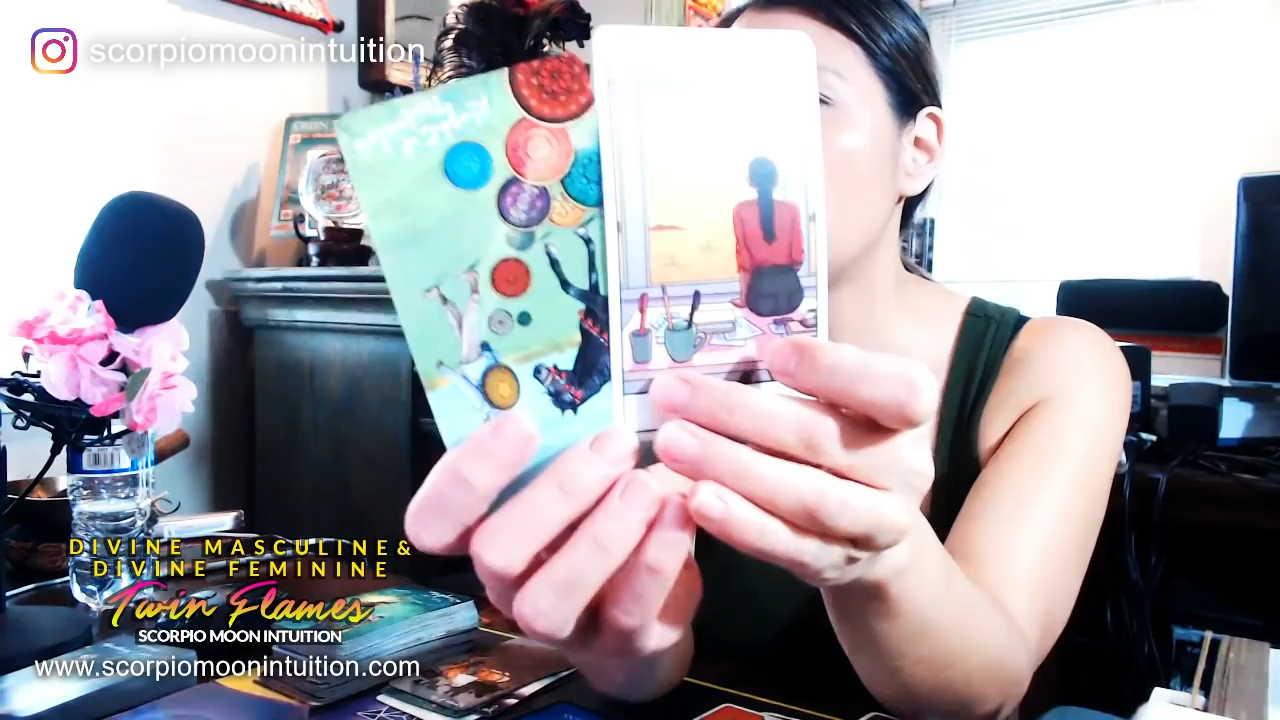 scorpiomoonintuition
DIVINE MASCULINE&
DIVINE FEMININE
Twin Flames
SCORPIO MOON INTUITION
www.scorpiomoonintuition.com